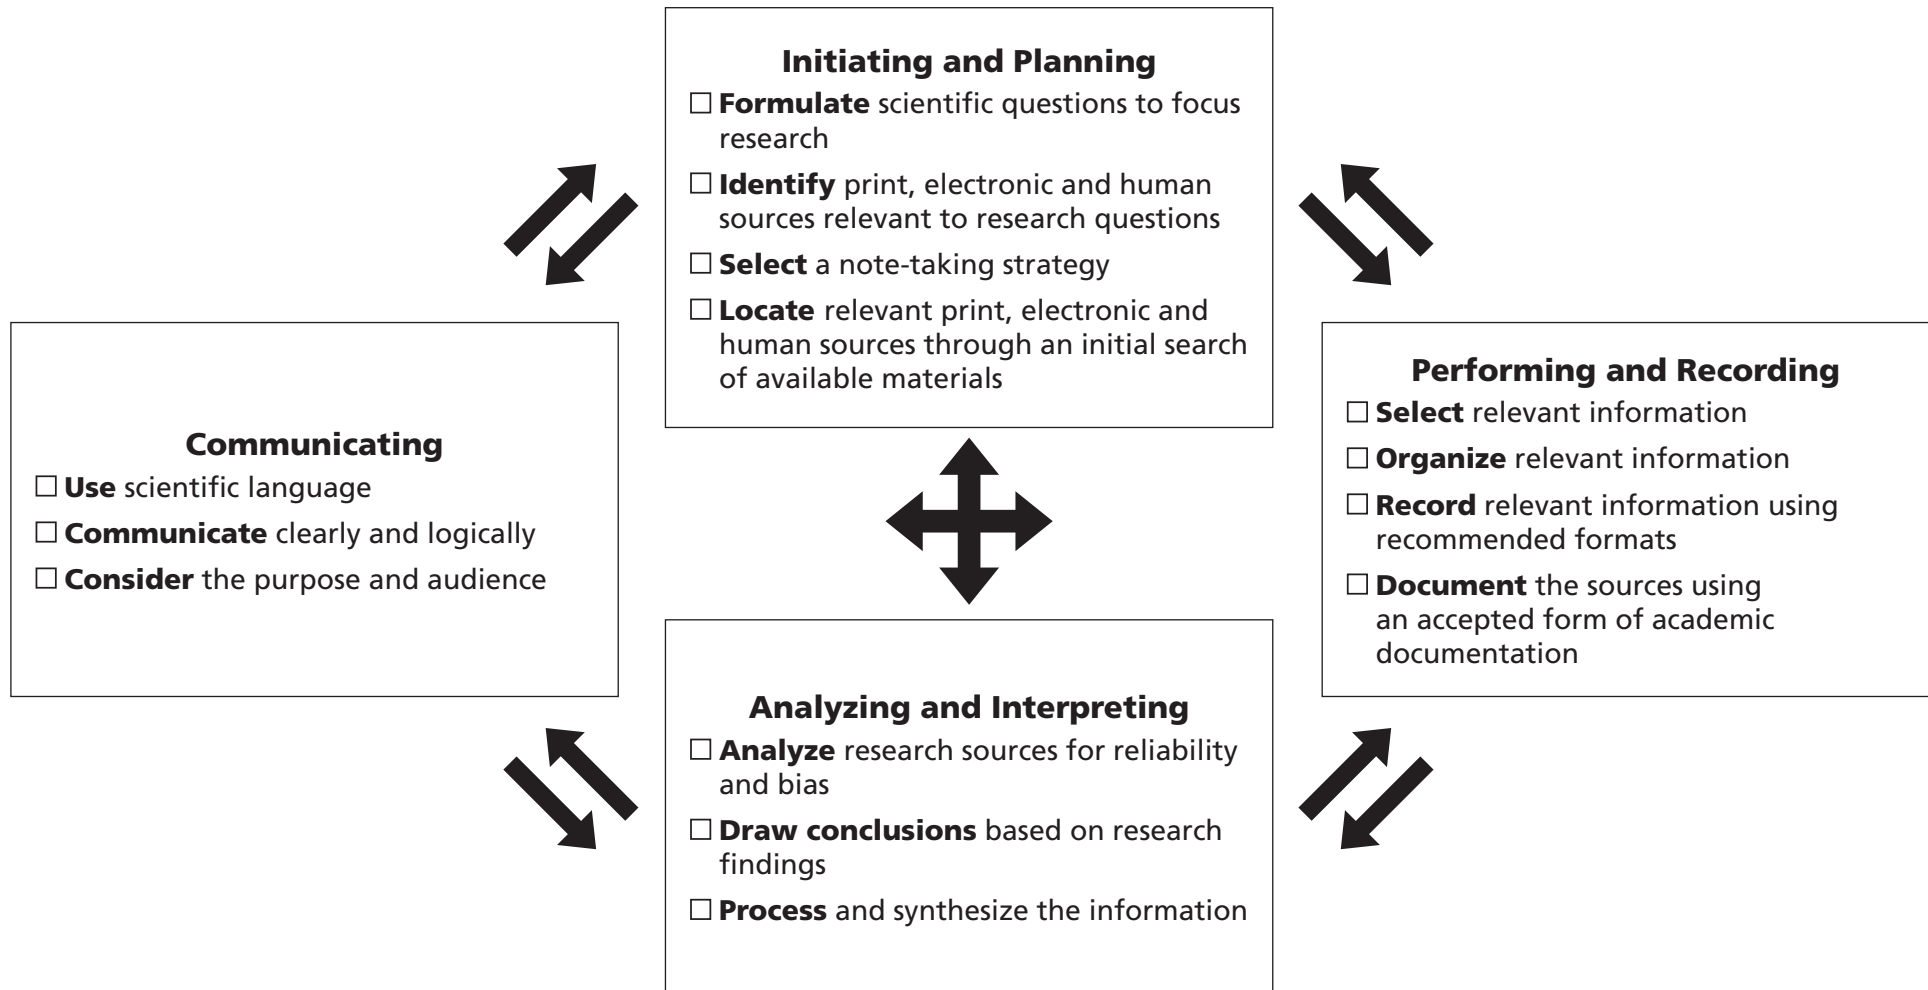 Initiating and Planning
☐ Formulate scientific questions to focus
research
☐ Identify print, electronic and human
sources relevant to research questions
☐ Select a note-taking strategy
☐ Locate relevant print, electronic and
human sources through an initial search
of available materials
Communicating
☐ Use scientific language
☐ Communicate clearly and logically
☐ Consider the purpose and audience
Performing and Recording
☐ Select relevant information
☐ Organize relevant information
☐ Record relevant information using
recommended formats
☐ Document the sources using
an accepted form of academic
documentation
Analyzing and Interpreting
☐ Analyze research sources for reliability
and bias
☐ Draw conclusions based on research
findings
☐ Process and synthesize the information